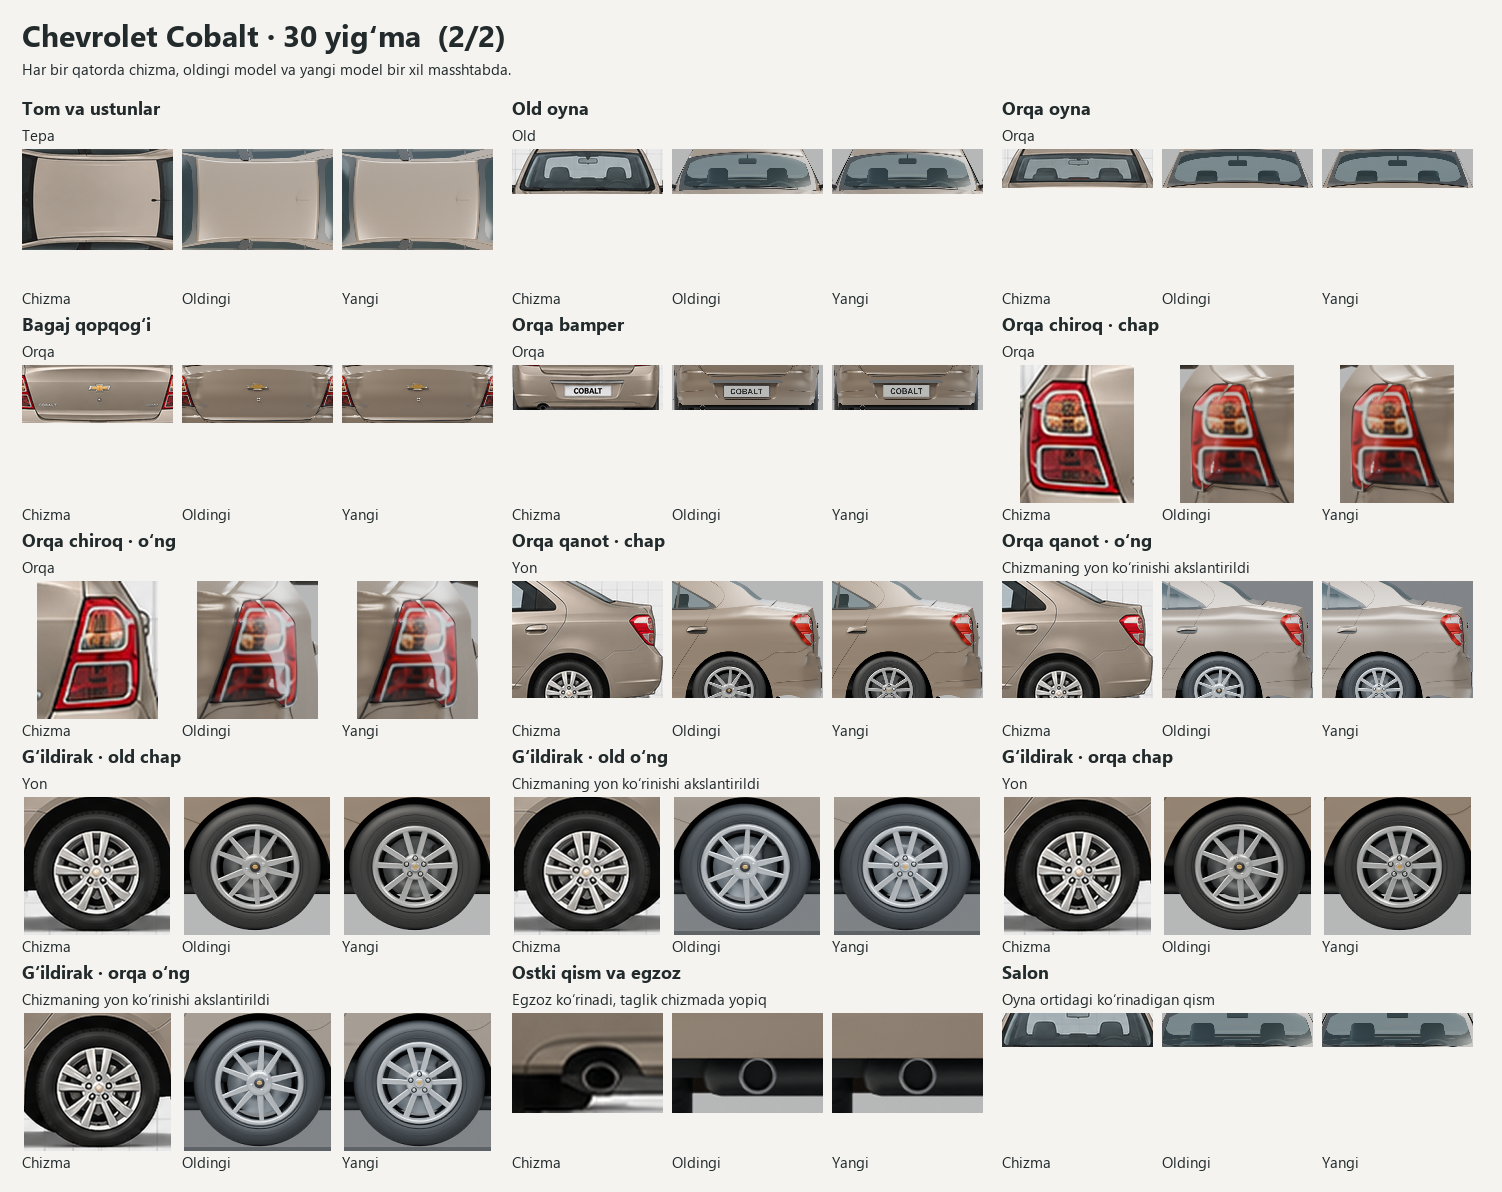 Chevrolet Cobalt · 30 yig‘ma (2/2)
Har bir qatorda chizma, oldingi model va yangi model bir xil masshtabda.
Tom va ustunlar
Tepa
Chizma Oldingi Yangi
Old oyna
Old
Chizma Oldingi Yangi
Orqa oyna
Orqa
Chizma Oldingi Yangi
Bagaj qopqog‘i
Orqa
Chizma Oldingi Yangi
Orqa bamper
Orqa
COBALT COBALT COBALT
Chizma Oldingi Yangi
Orqa chiroq · chap
Orqa
Chizma Oldingi Yangi
Orqa chiroq · o‘ng
Orqa
Chizma Oldingi Yangi
Orqa qanot · chap
Yon
Chizma Oldingi Yangi
Orqa qanot · o‘ng
Chizmaning yon ko‘rinishi akslantirildi
Chizma Oldingi Yangi
G‘ildirak · old chap
Yon
Chizma Oldingi Yangi
G‘ildirak · old o‘ng
Chizmaning yon ko‘rinishi akslantirildi
Chizma Oldingi Yangi
G‘ildirak · orqa chap
Yon
Chizma Oldingi Yangi
G‘ildirak · orqa o‘ng
Chizmaning yon ko‘rinishi akslantirildi
Chizma Oldingi Yangi
Ostki qism va egzoz
Egzoz ko‘rinadi, taglik chizmada yopiq
Chizma Oldingi Yangi
Salon
Oyna ortidagi ko‘rinadigan qism
Chizma Oldingi Yangi